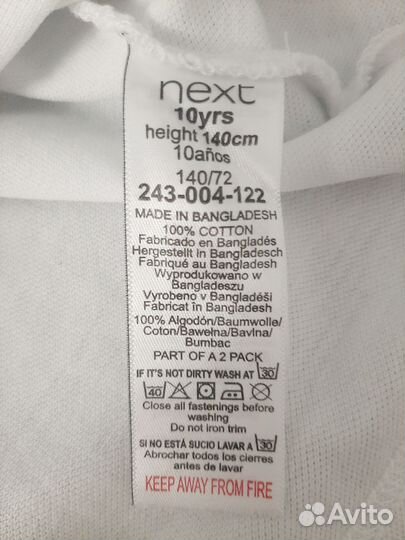 next
10yrs
height 140cm
10años
140/72
243-004-122
MADE IN BANGLADESH
100% COTTON
Fabricado en Bangladés
Hergestellt in Bangladesch
Fabriqué au Bangladesh
Wyprodukowano w
Bangladeszu
Vyrobeno v Bangladéši
Fabricat în Bangladesh
100% Algodón/Baumwolle/
Coton/Bawełna/Bavlna/
Bumbac
PART OF A 2 PACK
IF IT'S NOT DIRTY WASH AT 30
40
Close all fastenings before
washing
Do not iron trim
SI NO ESTÁ SUCIO LAVAR A 30
Abrochar todos los cierres
antes de lavar
KEEP AWAY FROM FIRE
Avito